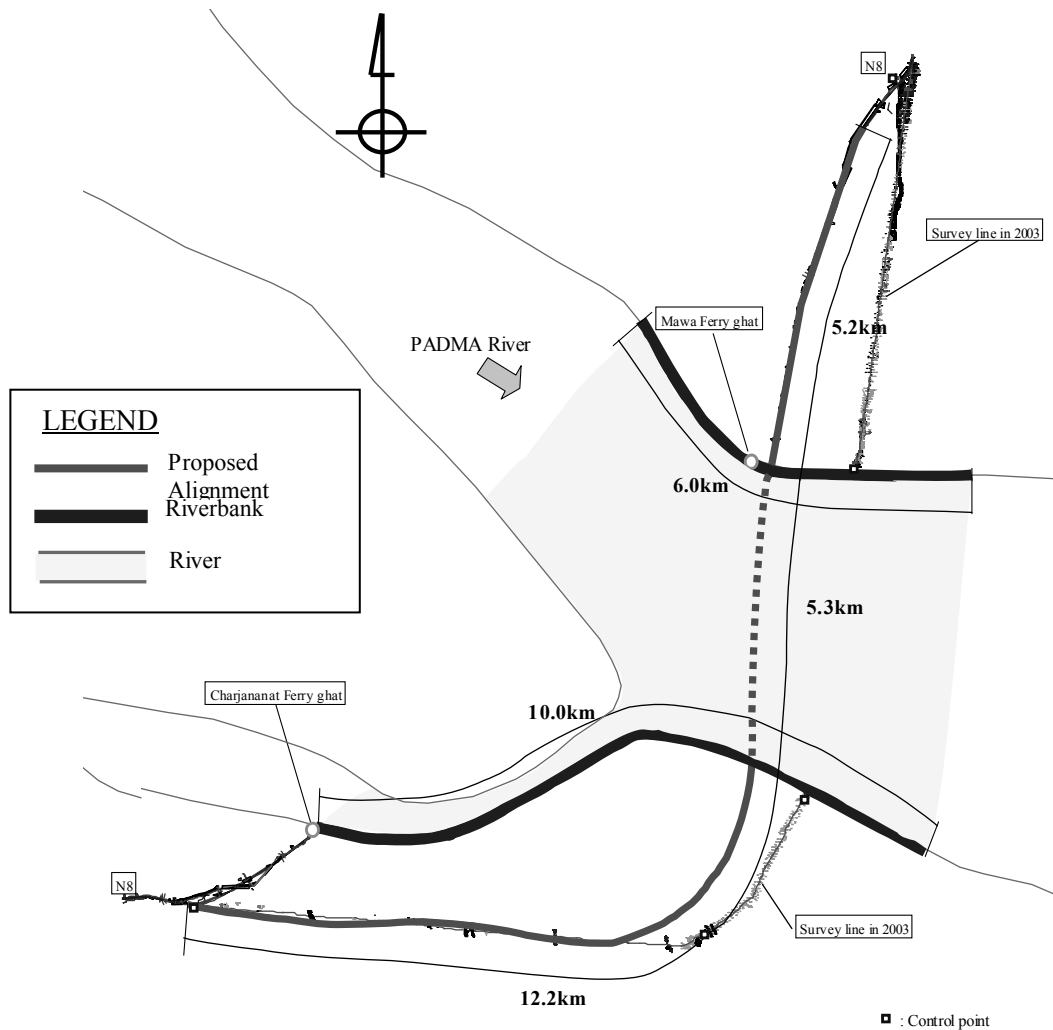 N8
Survey line in 2003
Mawa Ferry ghat
5.2km
PADMA River
LEGEND
Proposed
Alignment
Riverbank
River
6.0km
5.3km
Charjananat Ferry ghat
10.0km
N8
Survey line in 2003
12.2km
: Control point